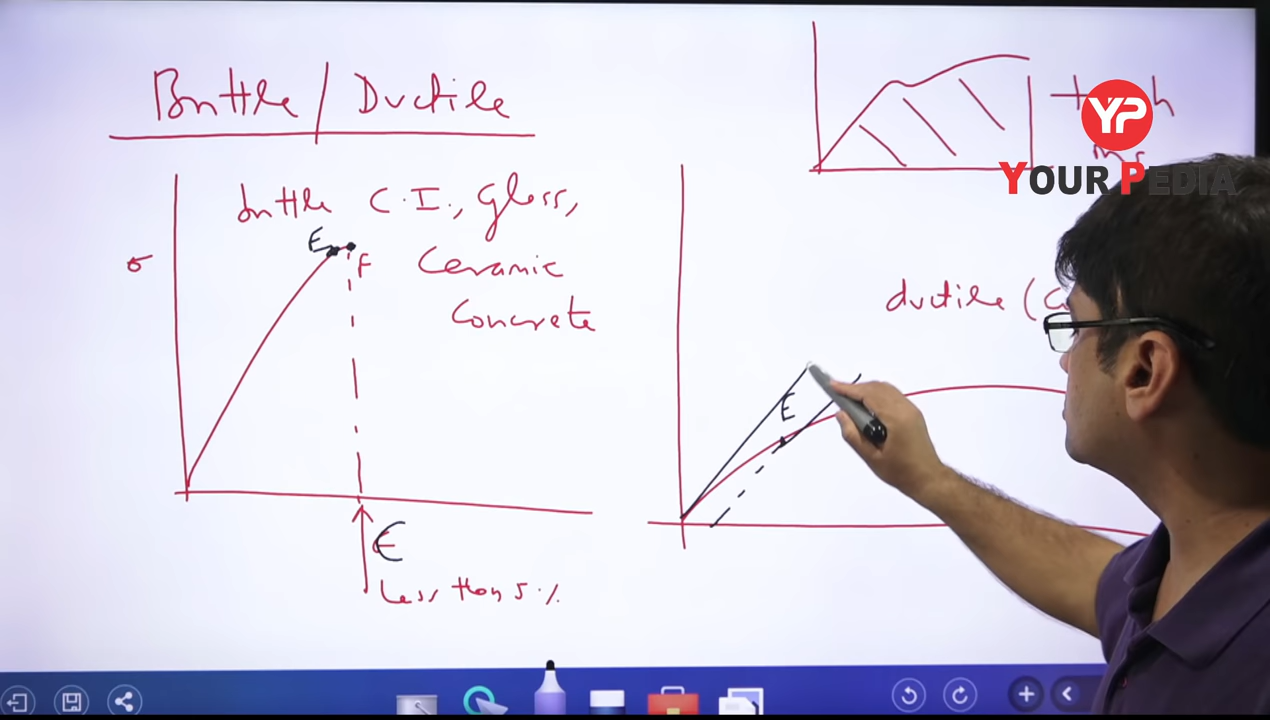 Brittle / Ductile
YP
YOUR PEDIA
brittle C.I., Glass,
E
F
σ
Ceramic
Concrete
ductile (
E
ϵ
Less than 5 %